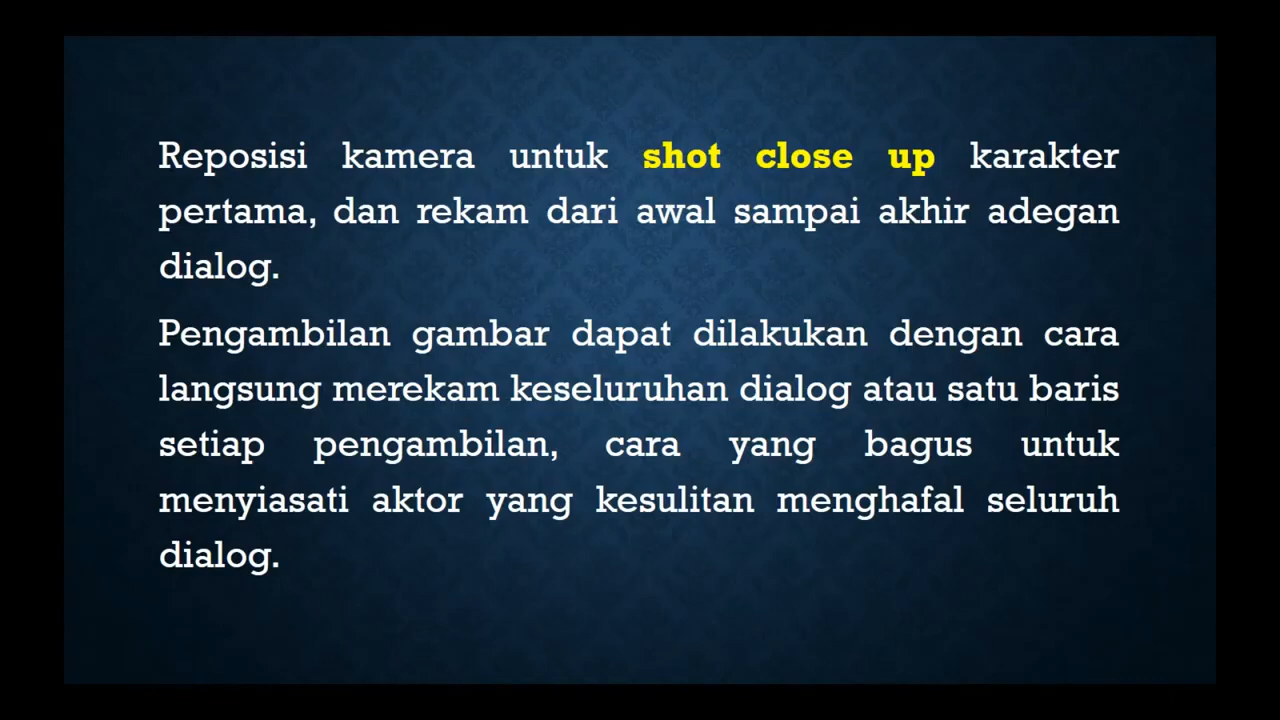 Reposisi kamera untuk shot close up karakter
pertama, dan rekam dari awal sampai akhir adegan
dialog.
Pengambilan gambar dapat dilakukan dengan cara
langsung merekam keseluruhan dialog atau satu baris
setiap pengambilan, cara yang bagus untuk
menyiasati aktor yang kesulitan menghafal seluruh
dialog.